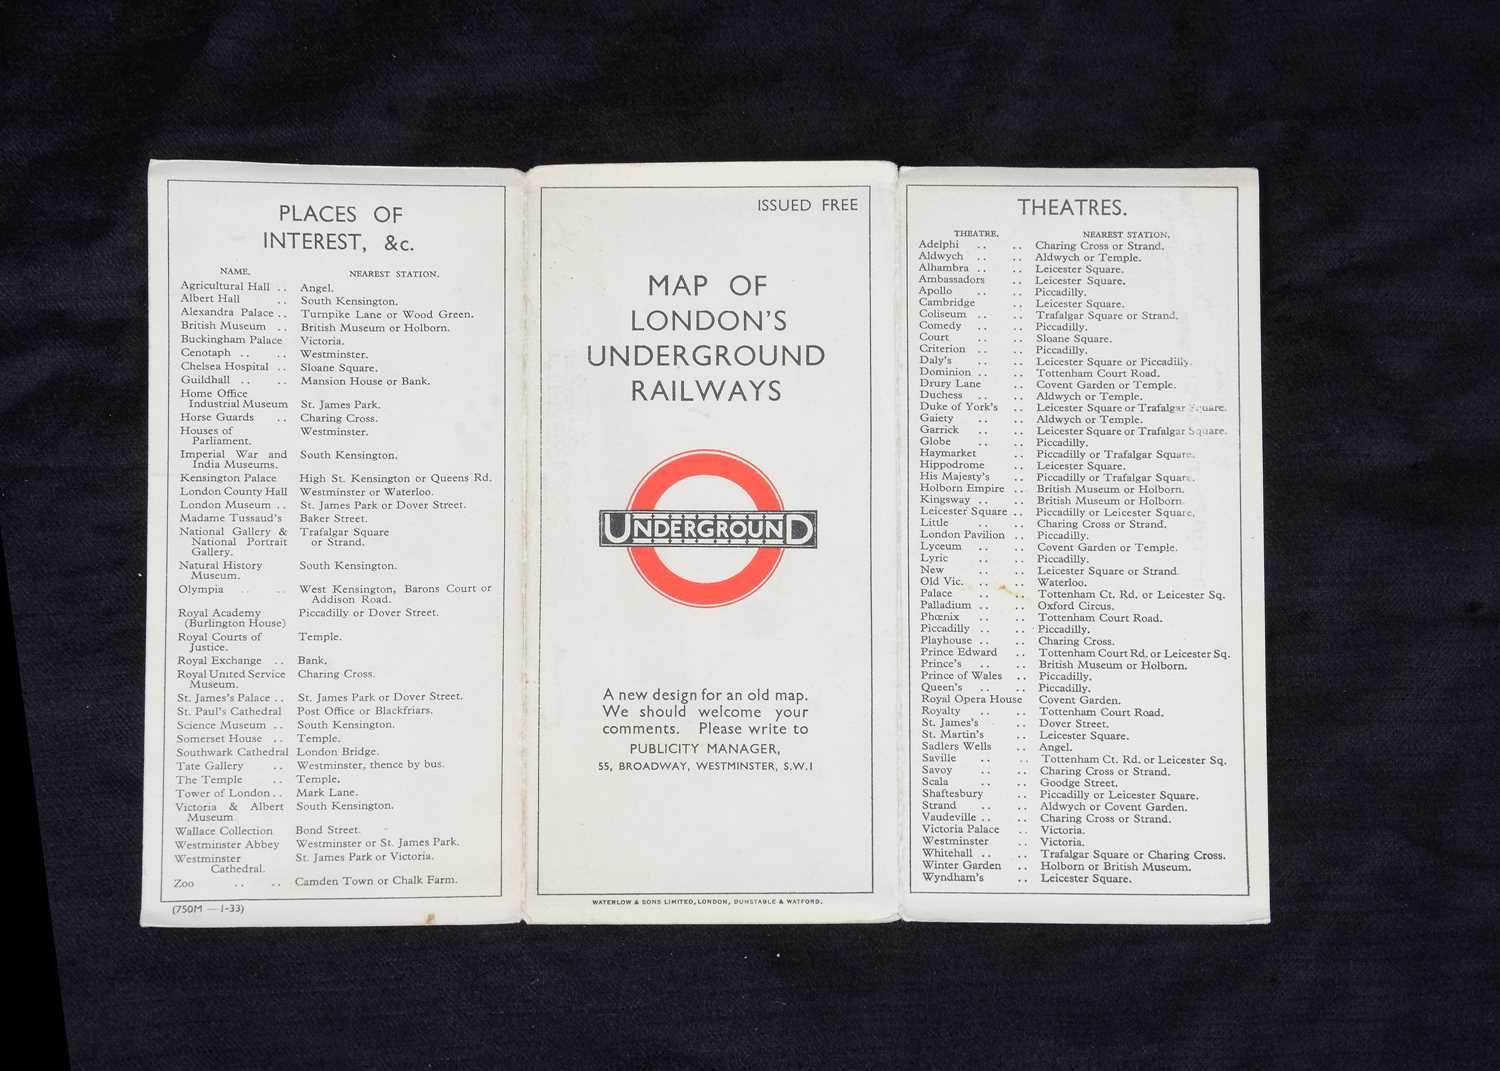 PLACES OF
INTEREST, &c.
NAME. NEAREST STATION.
Agricultural Hall .. Angel.
Albert Hall .. South Kensington.
Alexandra Palace .. Turnpike Lane or Wood Green.
British Museum .. British Museum or Holborn.
Buckingham Palace Victoria.
Cenotaph .. .. Westminster.
Chelsea Hospital .. Sloane Square.
Guildhall .. .. Mansion House or Bank.
Home Office
Industrial Museum St. James Park.
Horse Guards .. Charing Cross.
Houses of Westminster.
Parliament.
Imperial War and South Kensington.
India Museums.
Kensington Palace High St. Kensington or Queens Rd.
London County Hall Westminster or Waterloo.
London Museum .. St. James Park or Dover Street.
Madame Tussaud's Baker Street.
National Gallery & Trafalgar Square
National Portrait or Strand.
Gallery.
Natural History South Kensington.
Museum.
Olympia .. .. West Kensington, Barons Court or
Addison Road.
Royal Academy Piccadilly or Dover Street.
(Burlington House)
Royal Courts of Temple.
Justice.
Royal Exchange .. Bank.
Royal United Service Charing Cross.
Museum.
St. James's Palace .. St. James Park or Dover Street.
St. Paul's Cathedral Post Office or Blackfriars.
Science Museum .. South Kensington.
Somerset House .. Temple.
Southwark Cathedral London Bridge.
Tate Gallery .. Westminster, thence by bus.
The Temple .. Temple.
Tower of London .. Mark Lane.
Victoria & Albert South Kensington.
Museum.
Wallace Collection Bond Street.
Westminster Abbey Westminster or St. James Park.
Westminster St. James Park or Victoria.
Cathedral.
Zoo .. .. Camden Town or Chalk Farm.
(750M — 1-33)
ISSUED FREE
MAP OF
LONDON'S
UNDERGROUND
RAILWAYS
UNDERGROUND
A new design for an old map.
We should welcome your
comments. Please write to
PUBLICITY MANAGER,
55, BROADWAY, WESTMINSTER, S.W.1
WATERLOW & SONS LIMITED, LONDON, DUNSTABLE & WATFORD.
THEATRES.
THEATRE. NEAREST STATION.
Adelphi .. .. Charing Cross or Strand.
Aldwych .. .. Aldwych or Temple.
Alhambra .. .. Leicester Square.
Ambassadors .. Leicester Square.
Apollo .. .. Piccadilly.
Cambridge .. Leicester Square.
Coliseum .. .. Trafalgar Square or Strand.
Comedy .. .. Piccadilly.
Court .. .. Sloane Square.
Criterion .. .. Piccadilly.
Daly's .. .. Leicester Square or Piccadilly.
Dominion .. .. Tottenham Court Road.
Drury Lane .. Covent Garden or Temple.
Duchess .. .. Aldwych or Temple.
Duke of York's .. Leicester Square or Trafalgar Square.
Gaiety .. .. Aldwych or Temple.
Garrick .. .. Leicester Square or Trafalgar Square.
Globe .. .. Piccadilly.
Haymarket .. Piccadilly or Trafalgar Square.
Hippodrome .. Leicester Square.
His Majesty's .. Piccadilly or Trafalgar Square.
Holborn Empire .. British Museum or Holborn.
Kingsway .. .. British Museum or Holborn.
Leicester Square .. Piccadilly or Leicester Square.
Little .. .. Charing Cross or Strand.
London Pavilion .. Piccadilly.
Lyceum .. .. Covent Garden or Temple.
Lyric .. .. Piccadilly.
New .. .. Leicester Square or Strand.
Old Vic. .. .. Waterloo.
Palace .. .. Tottenham Ct. Rd. or Leicester Sq.
Palladium .. .. Oxford Circus.
Phœnix .. .. Tottenham Court Road.
Piccadilly .. .. Piccadilly.
Playhouse .. .. Charing Cross.
Prince Edward .. Tottenham Court Rd. or Leicester Sq.
Prince's .. .. British Museum or Holborn.
Prince of Wales .. Piccadilly.
Queen's .. .. Piccadilly.
Royal Opera House Covent Garden.
Royalty .. .. Tottenham Court Road.
St. James's .. Dover Street.
St. Martin's .. Leicester Square.
Sadlers Wells .. Angel.
Saville .. .. Tottenham Ct. Rd. or Leicester Sq.
Savoy .. .. Charing Cross or Strand.
Scala .. .. Goodge Street.
Shaftesbury .. Piccadilly or Leicester Square.
Strand .. .. Aldwych or Covent Garden.
Vaudeville .. .. Charing Cross or Strand.
Victoria Palace .. Victoria.
Westminster .. Victoria.
Whitehall .. .. Trafalgar Square or Charing Cross.
Winter Garden .. Holborn or British Museum.
Wyndham's .. Leicester Square.